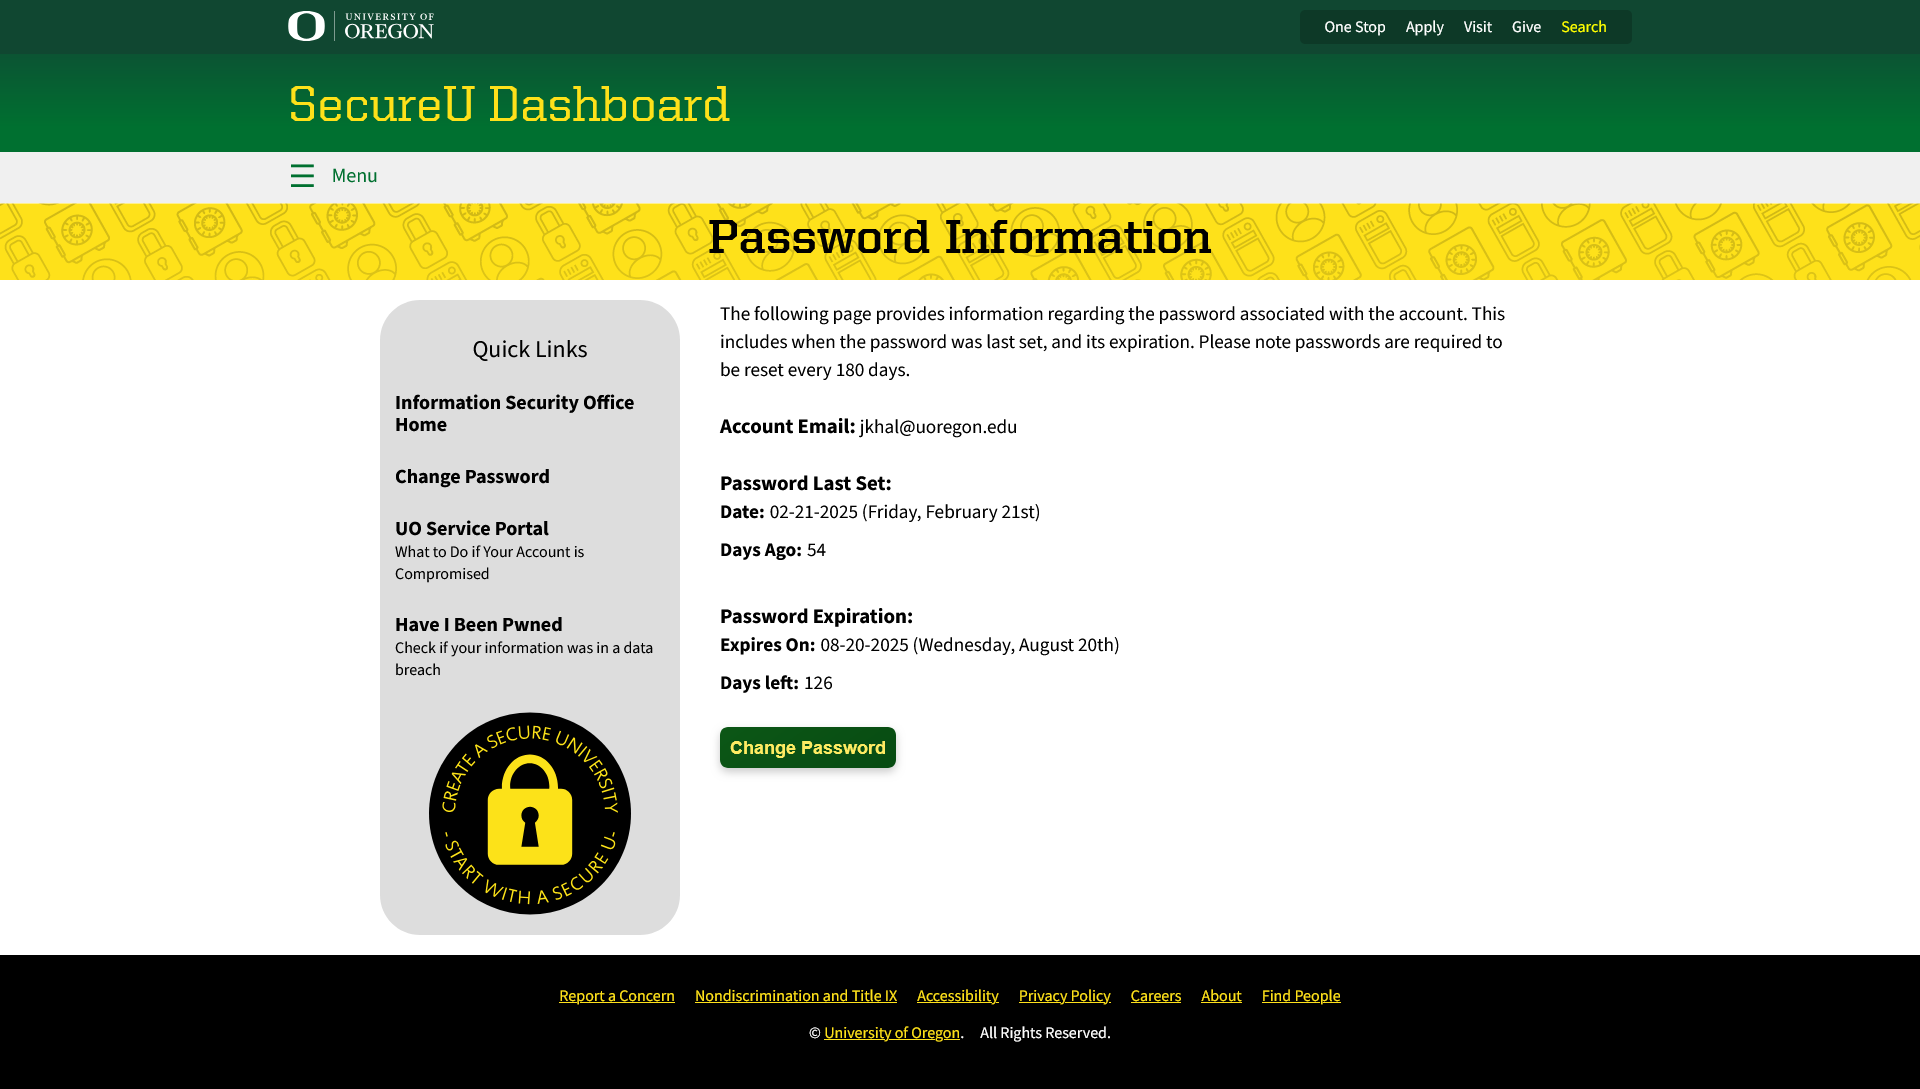 UNIVERSITY OF
OREGON
One Stop Apply Visit Give Search
SecureU Dashboard
Menu
Password Information
Quick Links
Information Security Office
Home
Change Password
UO Service Portal
What to Do if Your Account is
Compromised
Have I Been Pwned
Check if your information was in a data
breach
CREATE A SECURE UNIVERSITY
- START WITH A SECURE U-
The following page provides information regarding the password associated with the account. This
includes when the password was last set, and its expiration. Please note passwords are required to
be reset every 180 days.
Account Email: jkhal@uoregon.edu
Password Last Set:
Date: 02-21-2025 (Friday, February 21st)
Days Ago: 54
Password Expiration:
Expires On: 08-20-2025 (Wednesday, August 20th)
Days left: 126
Change Password
Report a Concern Nondiscrimination and Title IX Accessibility Privacy Policy Careers About Find People
© University of Oregon. All Rights Reserved.